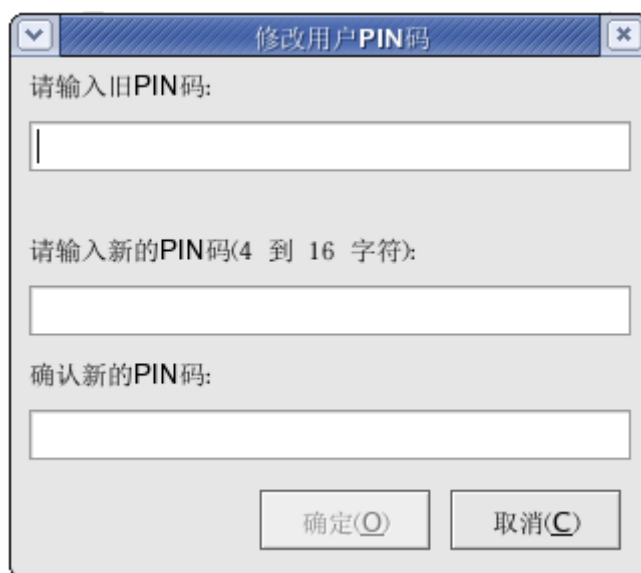 修改用户PIN码
请输入旧PIN码:
请输入新的PIN码(4 到 16 字符):
确认新的PIN码:
确定(O)
取消(C)